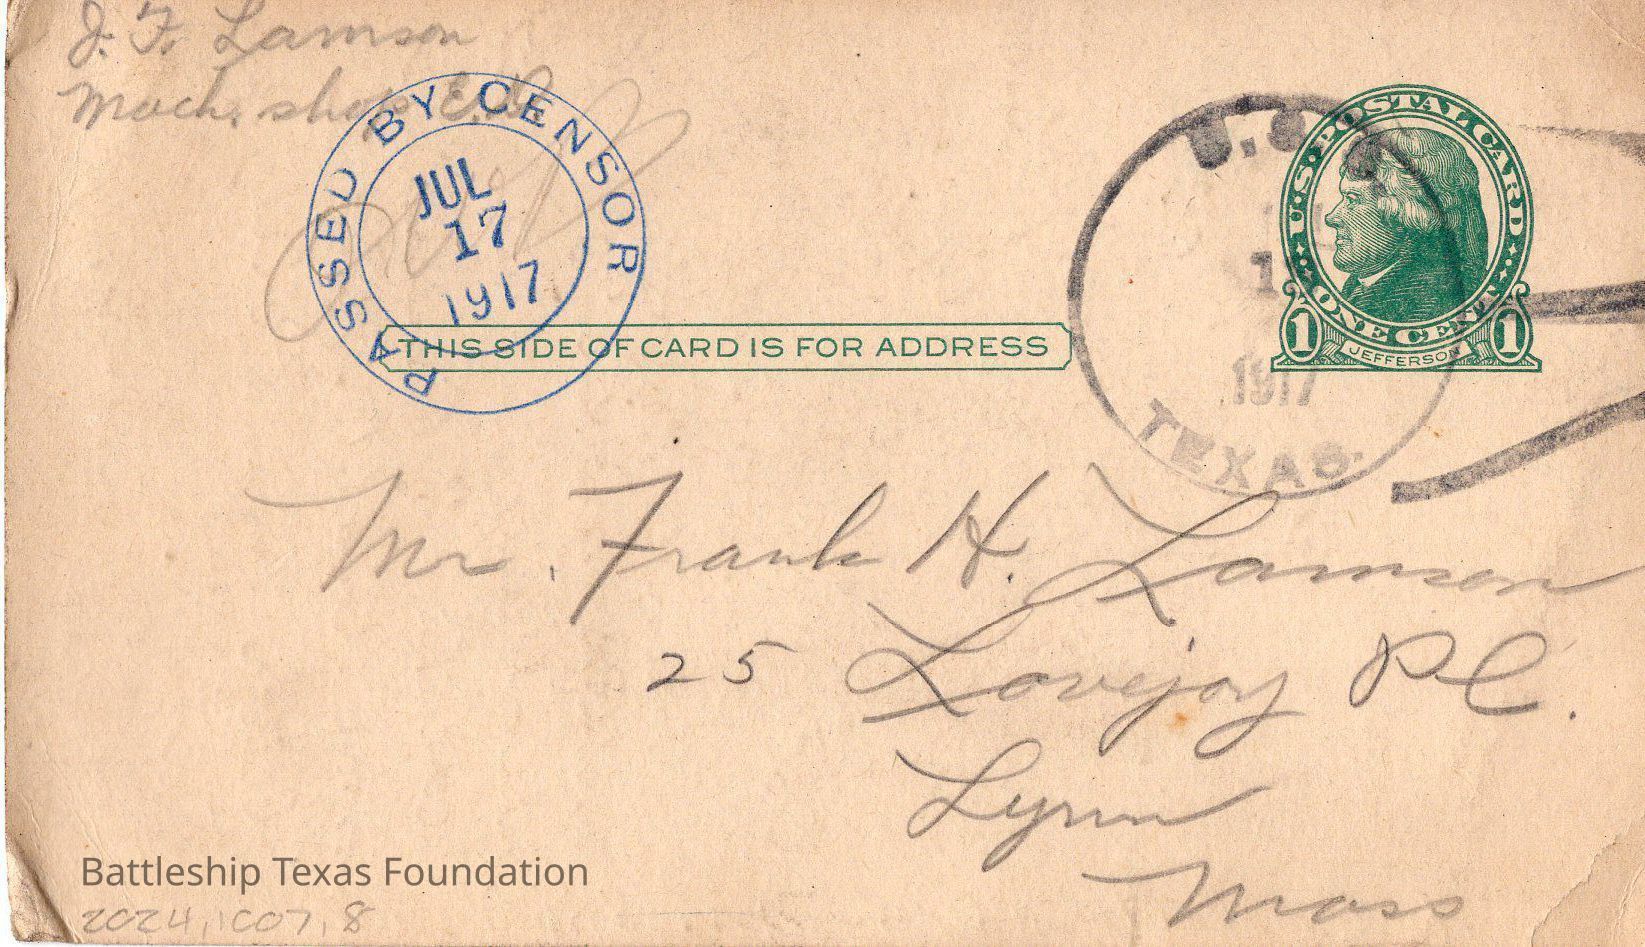 J. F. Lamson
Mach. shop
PASSED BY CENSOR
JUL
17
1917
U.S.
1917
TEXAS.
U.S. POSTAL CARD
ONE CENT
1 JEFFERSON 1
THIS SIDE OF CARD IS FOR ADDRESS
Mr. Frank H. Lamson
25 Lovejoy Pl.
Lynn
Mass
Battleship Texas Foundation
2024.1007.8